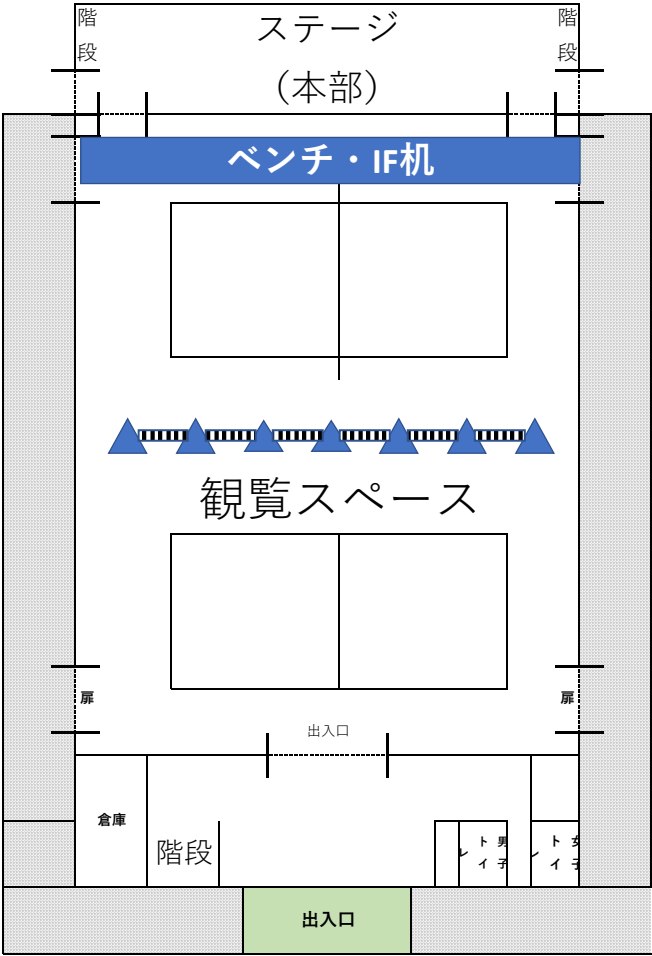 階段
ステージ
階段
（本部）
ベンチ・IF机
観覧スペース
扉
扉
出入口
倉庫
階段
男子トイレ
女子トイレ
出入口